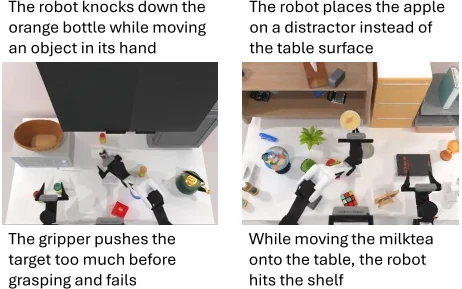 The robot knocks down the
orange bottle while moving
an object in its hand
The robot places the apple
on a distractor instead of
the table surface
The gripper pushes the
target too much before
grasping and fails
While moving the milktea
onto the table, the robot
hits the shelf